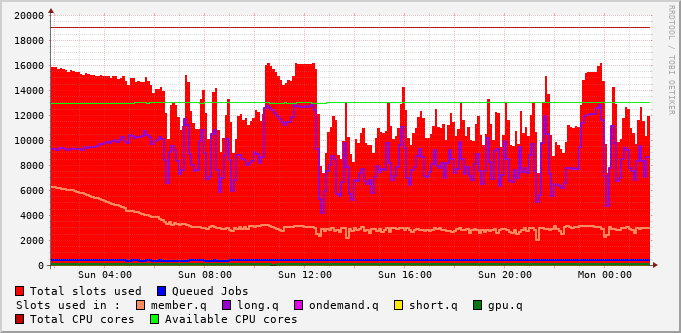 20000
18000
16000
14000
12000
10000
8000
6000
4000
2000
0
Sun 04:00 Sun 08:00 Sun 12:00 Sun 16:00 Sun 20:00 Mon 00:00
RRDTOOL / TOBI OETIKER
Total slots used Queued Jobs
Slots used in : member.q long.q ondemand.q short.q gpu.q
Total CPU cores Available CPU cores